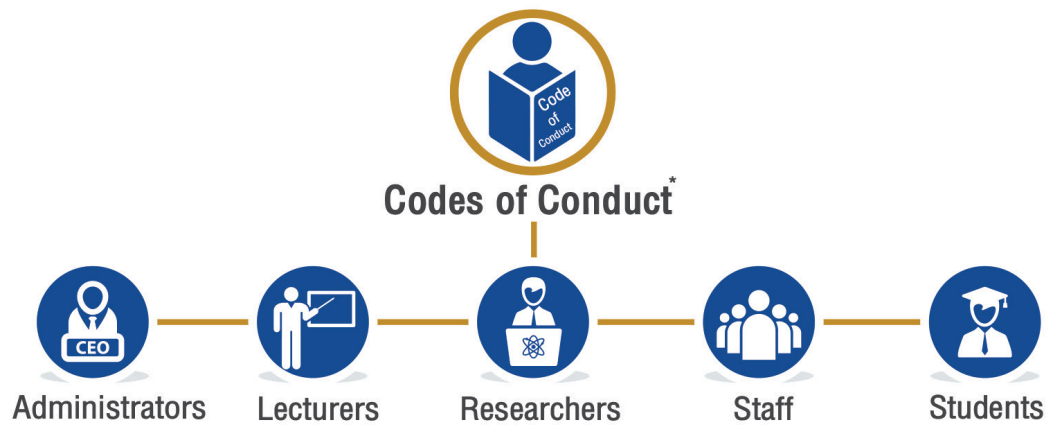 Code
of
Conduct
Codes of Conduct*
CEO
Administrators
Lecturers
Researchers
Staff
Students